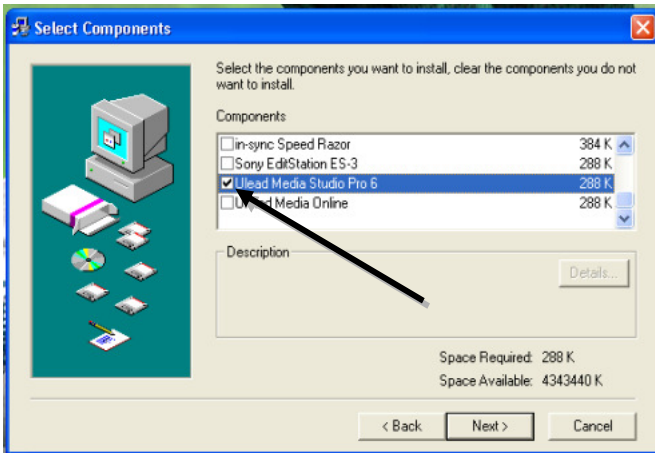 Select Components
Select the components you want to install, clear the components you do not
want to install.
Components
in-sync Speed Razor 384 K
Sony EditStation ES-3 288 K
Ulead Media Studio Pro 6 288 K
Media Online 288 K
Description
Details...
Space Required: 288 K
Space Available: 4343440 K
< Back
Next >
Cancel